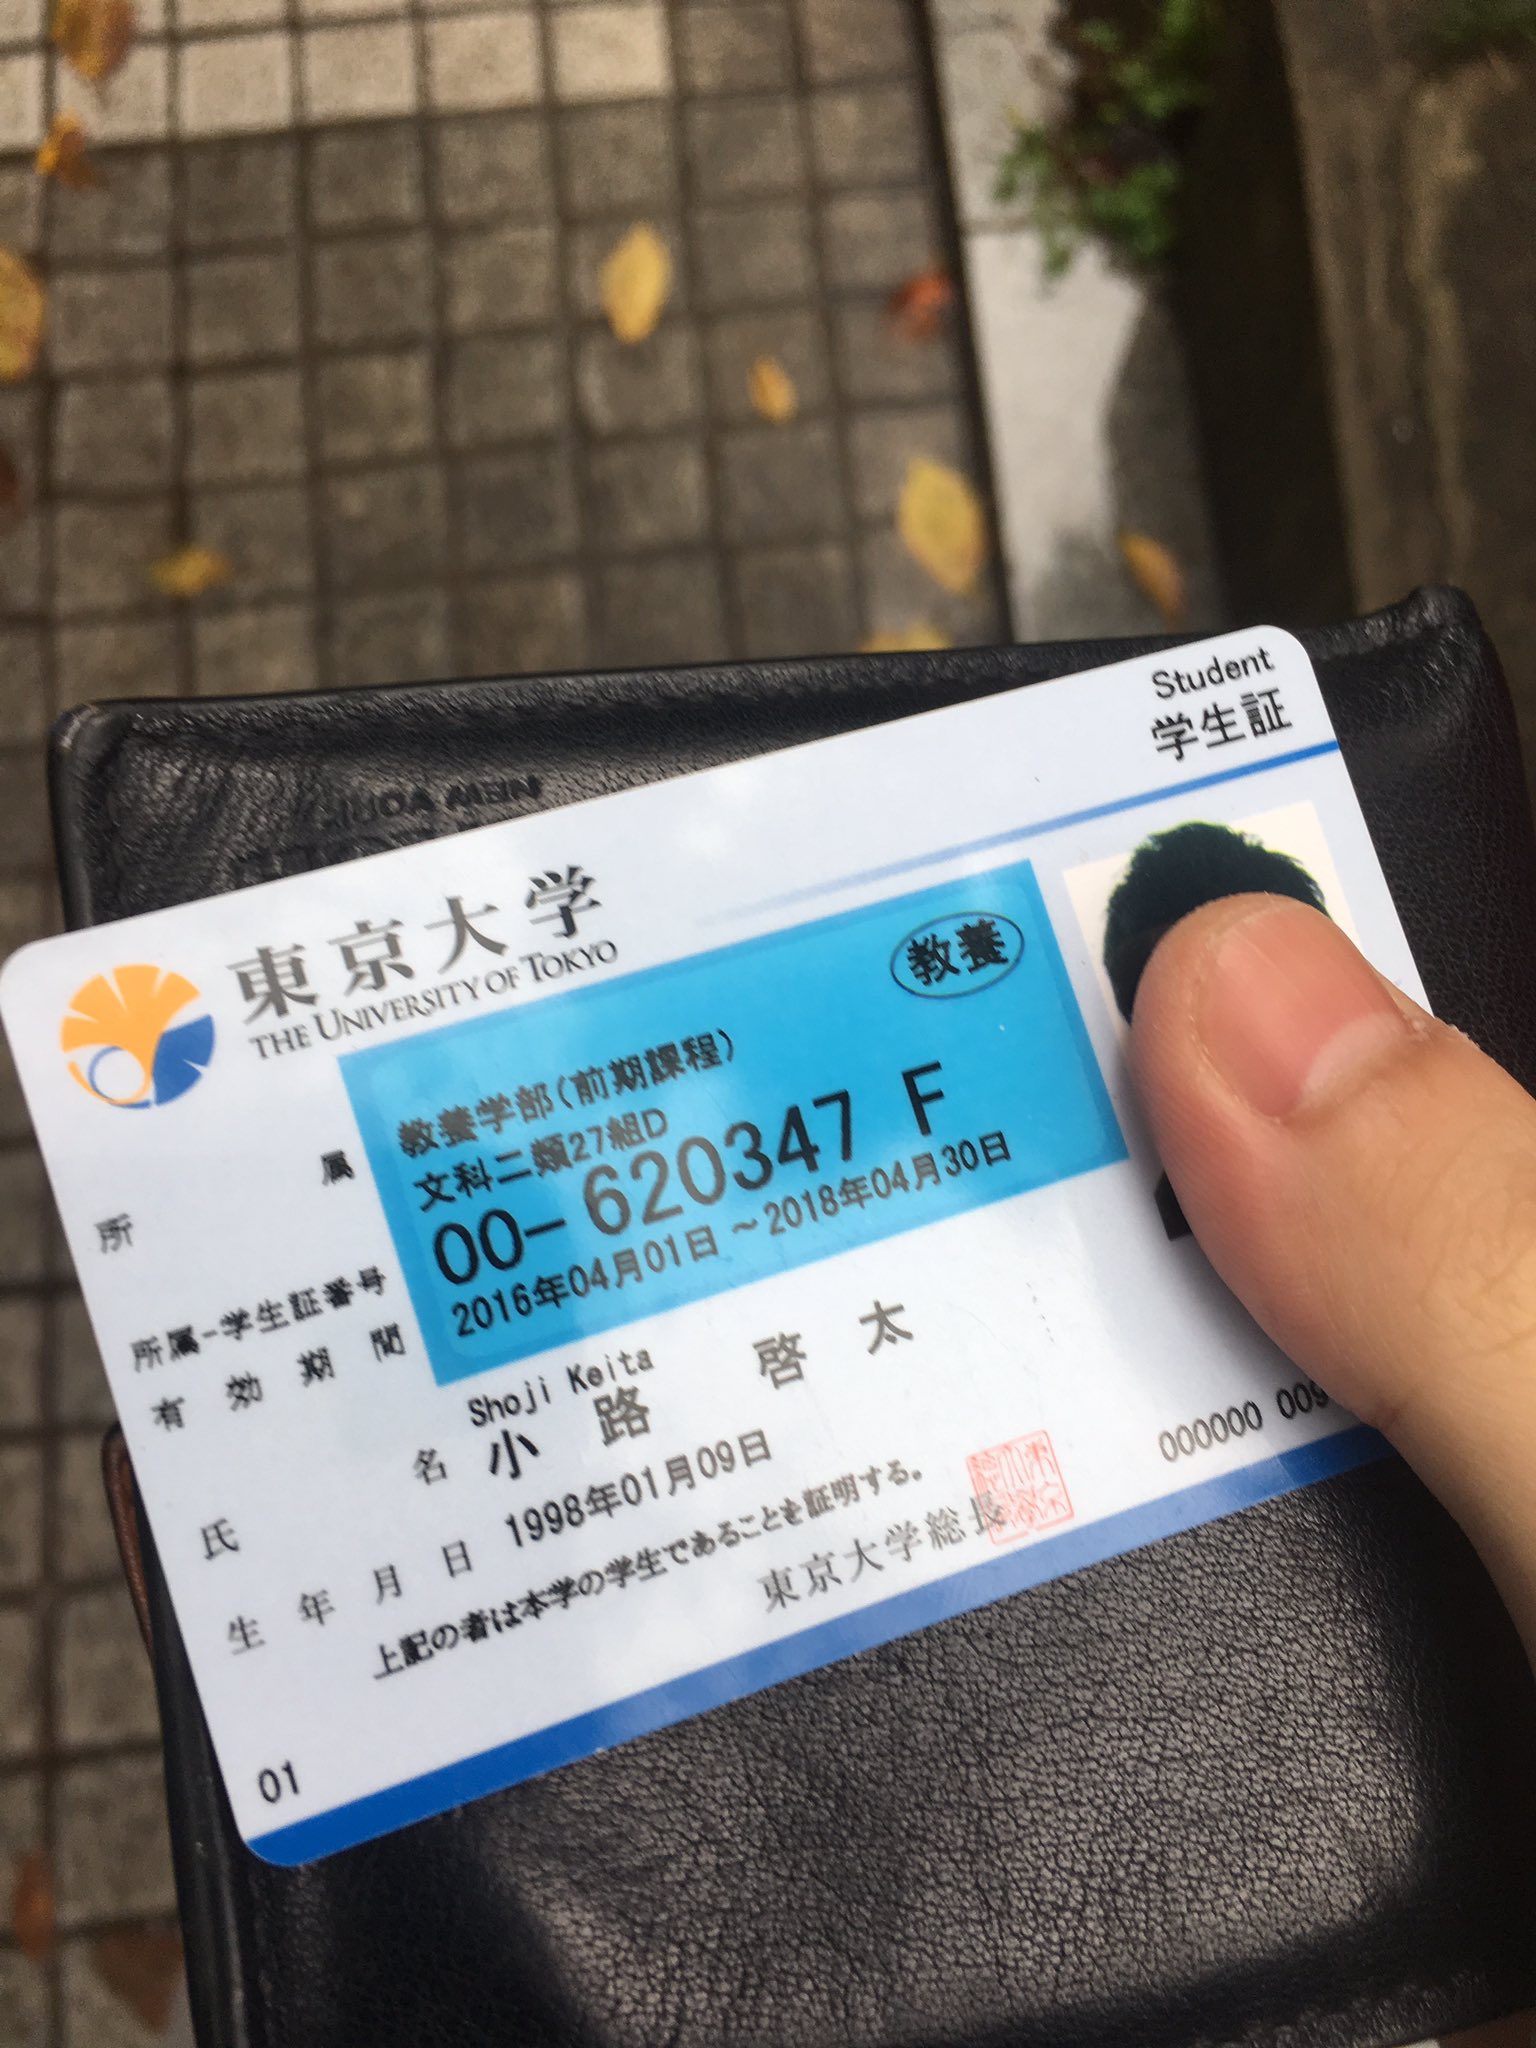 Student
学生証
東京大学
THE UNIVERSITY OF TOKYO
教養
所属 教養学部(前期課程)
文科二類27組D
所属-学生証番号 00-620347 F
有効期間 2016年04月01日 ~2018年04月30日
Shoji Keita
氏名 小路 啓太
生年月日 1998年01月09日
000000 009
上記の者は本学の学生であることを証明する。
東京大学総長
01